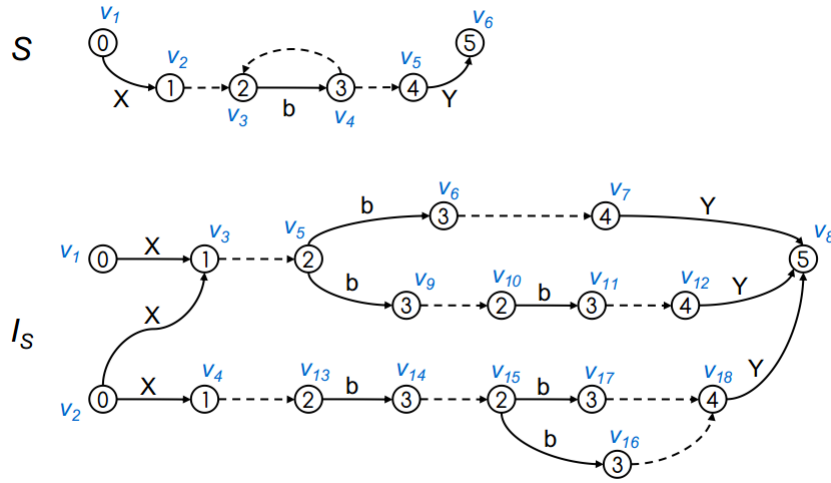 v1 v6
S 0 v2 v5 5
X 1 2 b 3 4 Y
v3 v4
v6 v7
b 3 4 Y
v1 0 X v3 1 v5 2 v8 5
b v9 3 v10 2 b v11 3 v12 4 Y
X
IS
v2 0 X v4 1 v13 2 b v14 3 v15 2 b v17 3 v18 4 Y
b v16 3